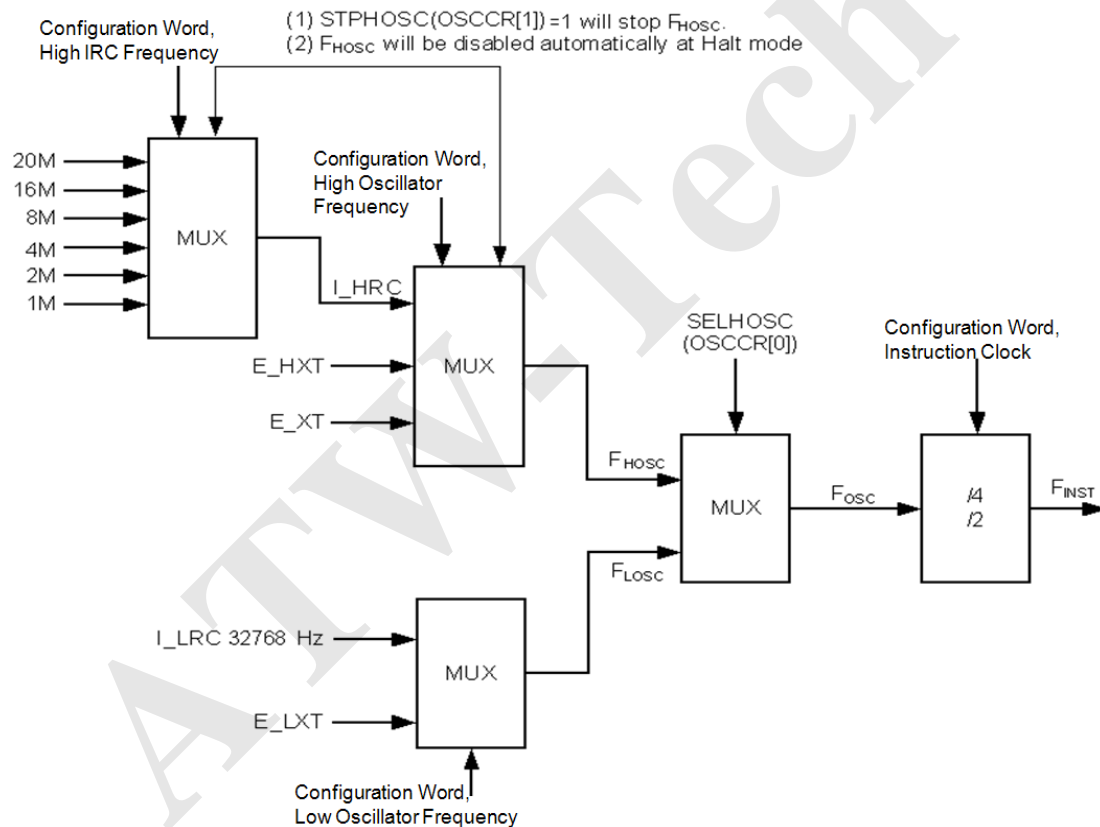 (1) STPHOSC(OSCCR[1])=1 will stop FHOSC.
(2) FHOSC will be disabled automatically at Halt mode
Configuration Word,
High IRC Frequency
20M
16M
8M
4M
2M
1M
MUX
I_HRC
Configuration Word,
High Oscillator
Frequency
E_HXT
E_XT
MUX
FHOSC
SELHOSC
(OSCCR[0])
MUX
FOSC
Configuration Word,
Instruction Clock
/4
/2
FINST
FLOSC
I_LRC 32768 Hz
E_LXT
MUX
Configuration Word,
Low Oscillator Frequency
ATW-Tech